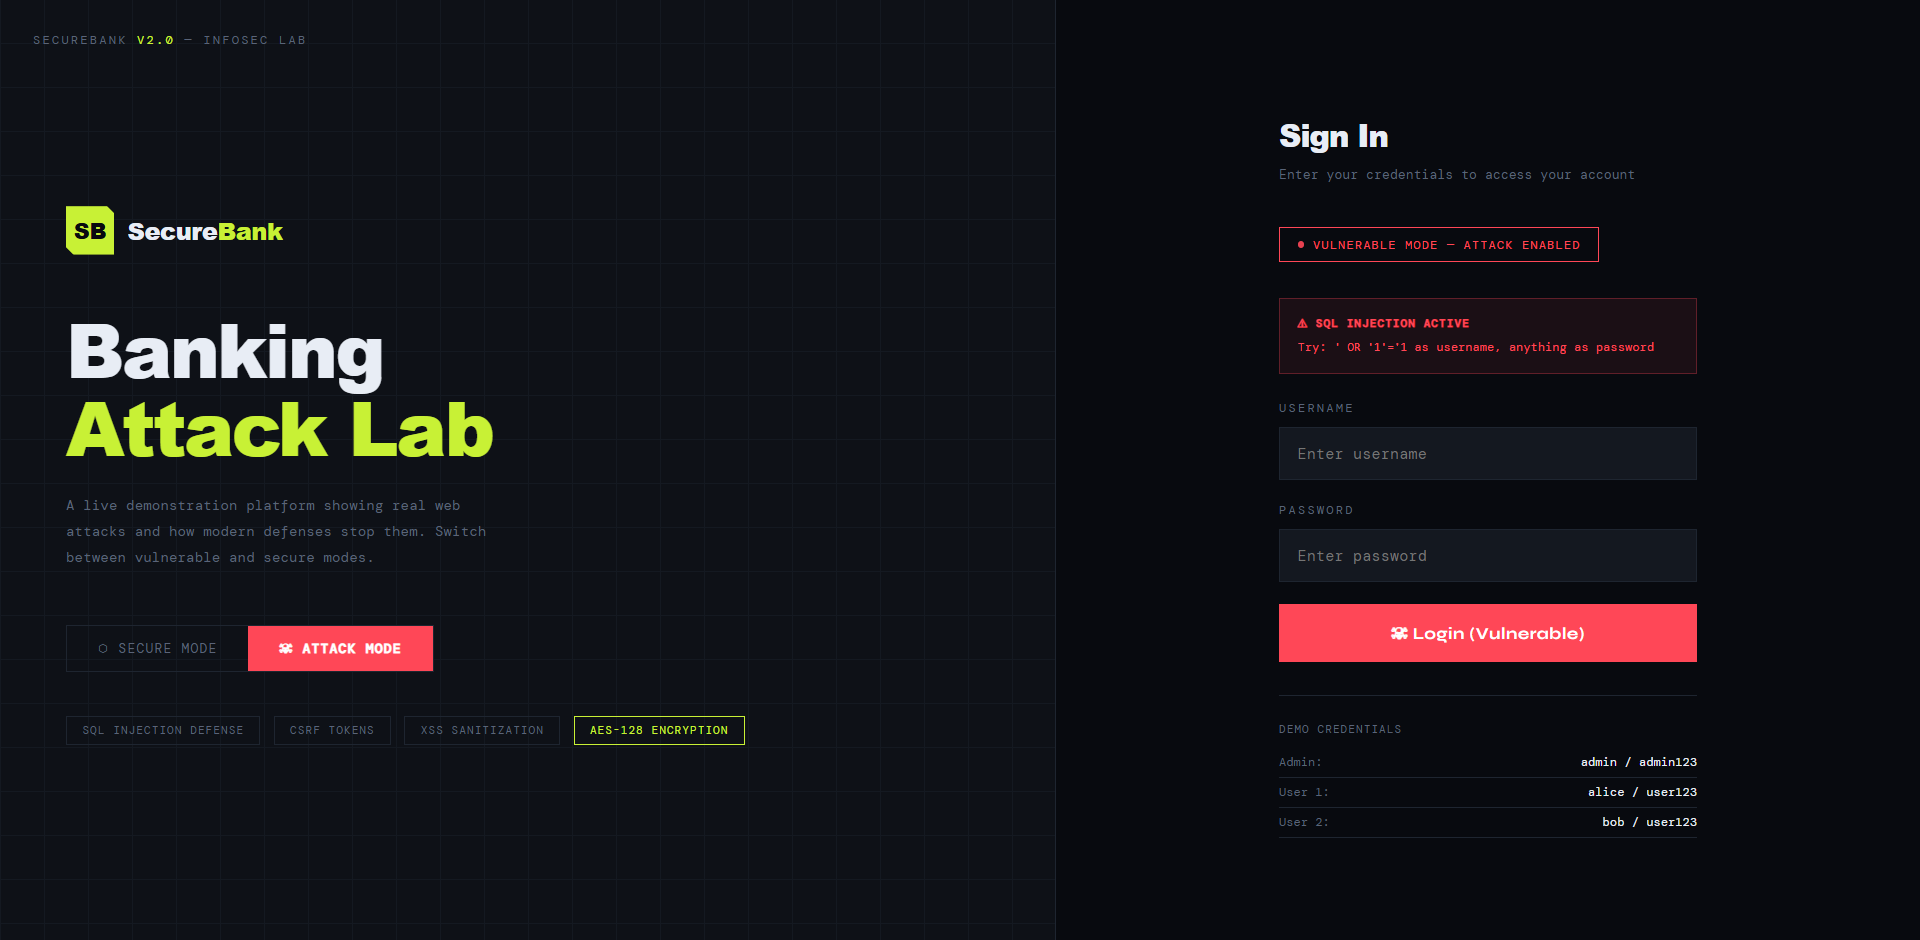 SECUREBANK V2.0 — INFOSEC LAB
SB SecureBank
Banking
Attack Lab
A live demonstration platform showing real web
attacks and how modern defenses stop them. Switch
between vulnerable and secure modes.
⬡ SECURE MODE
☠ ATTACK MODE
SQL INJECTION DEFENSE
CSRF TOKENS
XSS SANITIZATION
AES-128 ENCRYPTION
Sign In
Enter your credentials to access your account
● VULNERABLE MODE — ATTACK ENABLED
⚠ SQL INJECTION ACTIVE
Try: ' OR '1'='1 as username, anything as password
USERNAME
Enter username
PASSWORD
Enter password
☠ Login (Vulnerable)
DEMO CREDENTIALS
Admin: admin / admin123
User 1: alice / user123
User 2: bob / user123